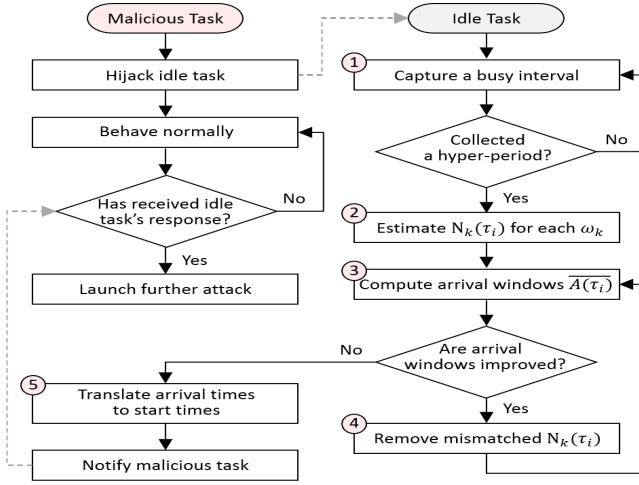 Malicious Task
Hijack idle task
Behave normally
Has received idle
task's response?
No
Yes
Launch further attack
Idle Task
1
Capture a busy interval
Collected
a hyper-period?
No
Yes
2
Estimate N_k(τ_i) for each ω_k
3
Compute arrival windows \overline{A(τ_i)}
Are arrival
windows improved?
No
Yes
4
Remove mismatched N_k(τ_i)
5
Translate arrival times
to start times
Notify malicious task